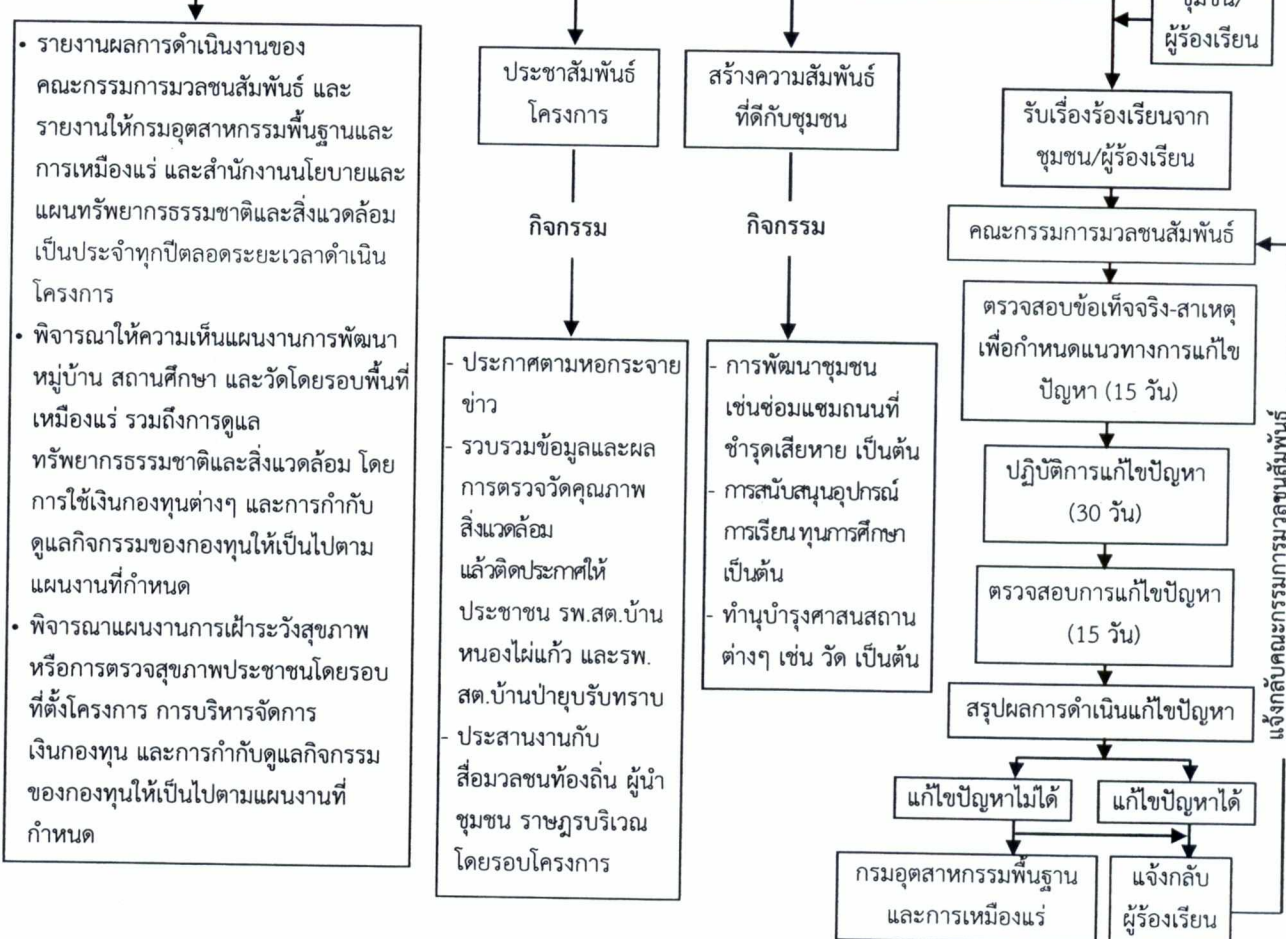 • รายงานผลการดำเนินงานของ
คณะกรรมการมวลชนสัมพันธ์ และ
รายงานให้กรมอุตสาหกรรมพื้นฐานและ
การเหมืองแร่ และสำนักงานนโยบายและ
แผนทรัพยากรธรรมชาติและสิ่งแวดล้อม
เป็นประจำทุกปีตลอดระยะเวลาดำเนิน
โครงการ
• พิจารณาให้ความเห็นแผนงานการพัฒนา
หมู่บ้าน สถานศึกษา และวัดโดยรอบพื้นที่
เหมืองแร่ รวมถึงการดูแล
ทรัพยากรธรรมชาติและสิ่งแวดล้อม โดย
การใช้เงินกองทุนต่างๆ และการกำกับ
ดูแลกิจกรรมของกองทุนให้เป็นไปตาม
แผนงานที่กำหนด
• พิจารณาแผนงานการเฝ้าระวังสุขภาพ
หรือการตรวจสุขภาพประชาชนโดยรอบ
ที่ตั้งโครงการ การบริหารจัดการ
เงินกองทุน และการกำกับดูแลกิจกรรม
ของกองทุนให้เป็นไปตามแผนงานที่
กำหนด
ประชาสัมพันธ์
โครงการ
กิจกรรม
- ประกาศตามหอกระจาย
ข่าว
- รวบรวมข้อมูลและผล
การตรวจวัดคุณภาพ
สิ่งแวดล้อม
แล้วติดประกาศให้
ประชาชน รพ.สต.บ้าน
หนองไผ่แก้ว และรพ.
สต.บ้านป่ายุบรับทราบ
- ประสานงานกับ
สื่อมวลชนท้องถิ่น ผู้นำ
ชุมชน ราษฎรบริเวณ
โดยรอบโครงการ
สร้างความสัมพันธ์
ที่ดีกับชุมชน
กิจกรรม
- การพัฒนาชุมชน
เช่นซ่อมแซมถนนที่
ชำรุดเสียหาย เป็นต้น
- การสนับสนุนอุปกรณ์
การเรียน ทุนการศึกษา
เป็นต้น
- ทำนุบำรุงศาสนสถาน
ต่างๆ เช่น วัด เป็นต้น
ชุมชน/
ผู้ร้องเรียน
รับเรื่องร้องเรียนจาก
ชุมชน/ผู้ร้องเรียน
คณะกรรมการมวลชนสัมพันธ์
ตรวจสอบข้อเท็จจริง-สาเหตุ
เพื่อกำหนดแนวทางการแก้ไข
ปัญหา (15 วัน)
ปฏิบัติการแก้ไขปัญหา
(30 วัน)
ตรวจสอบการแก้ไขปัญหา
(15 วัน)
สรุปผลการดำเนินแก้ไขปัญหา
แก้ไขปัญหาไม่ได้
แก้ไขปัญหาได้
กรมอุตสาหกรรมพื้นฐาน
และการเหมืองแร่
แจ้งกลับ
ผู้ร้องเรียน
แจ้งกลับคณะกรรมการมวลชนสัมพันธ์